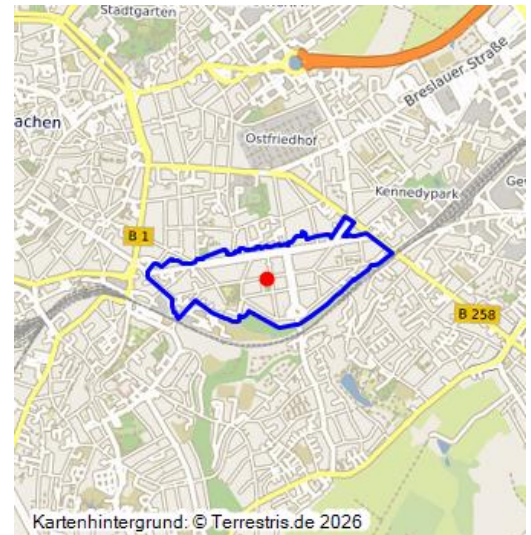 Stadtgarten
Breslauer Straße
achen
Ostfriedhof
Kennedypark
Gev
B 1
B 258
Kartenhintergrund: © Terrestris.de 2026